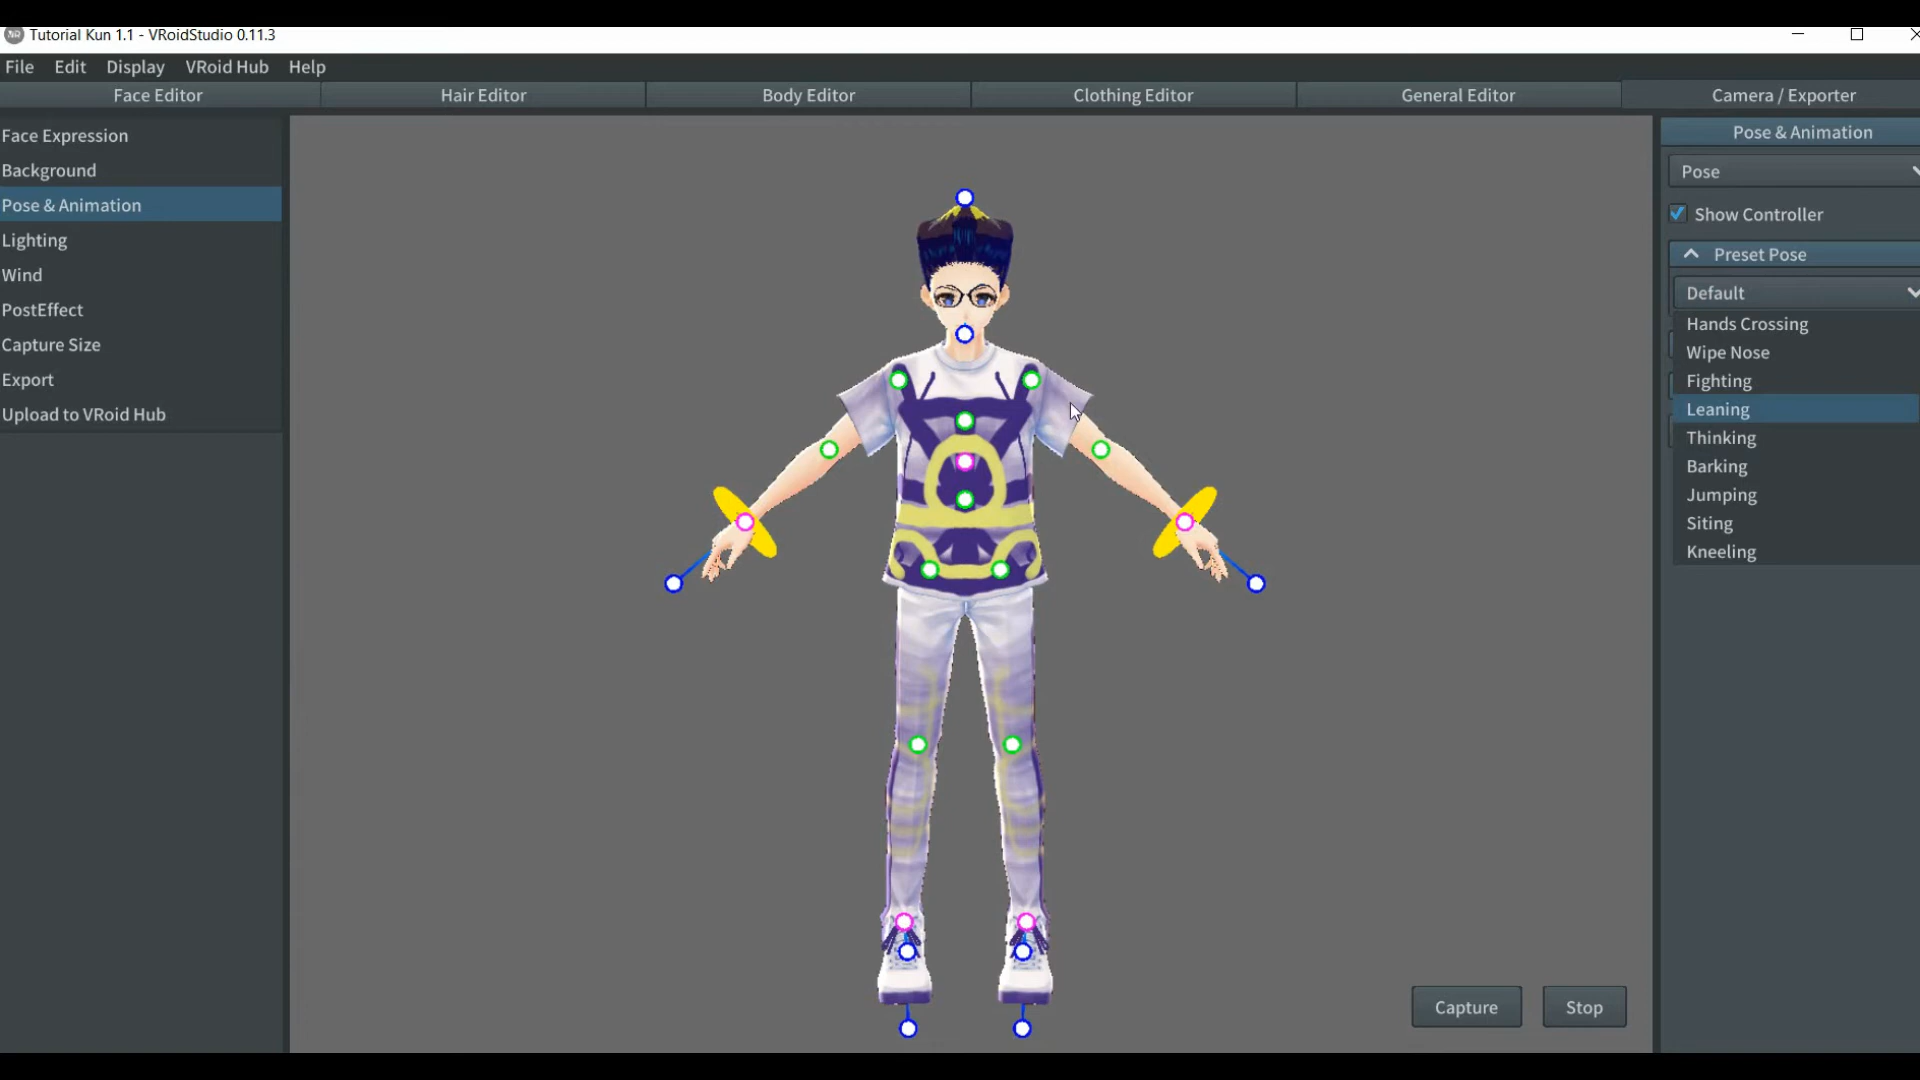 Tutorial Kun 1.1 - VRoidStudio 0.11.3
File Edit Display VRoid Hub Help
Face Editor Hair Editor Body Editor Clothing Editor General Editor Camera / Exporter
Face Expression
Background
Pose & Animation
Lighting
Wind
PostEffect
Capture Size
Export
Upload to VRoid Hub
Pose & Animation
Pose
Show Controller
Preset Pose
Default
Hands Crossing
Wipe Nose
Fighting
Leaning
Thinking
Barking
Jumping
Siting
Kneeling
Capture Stop